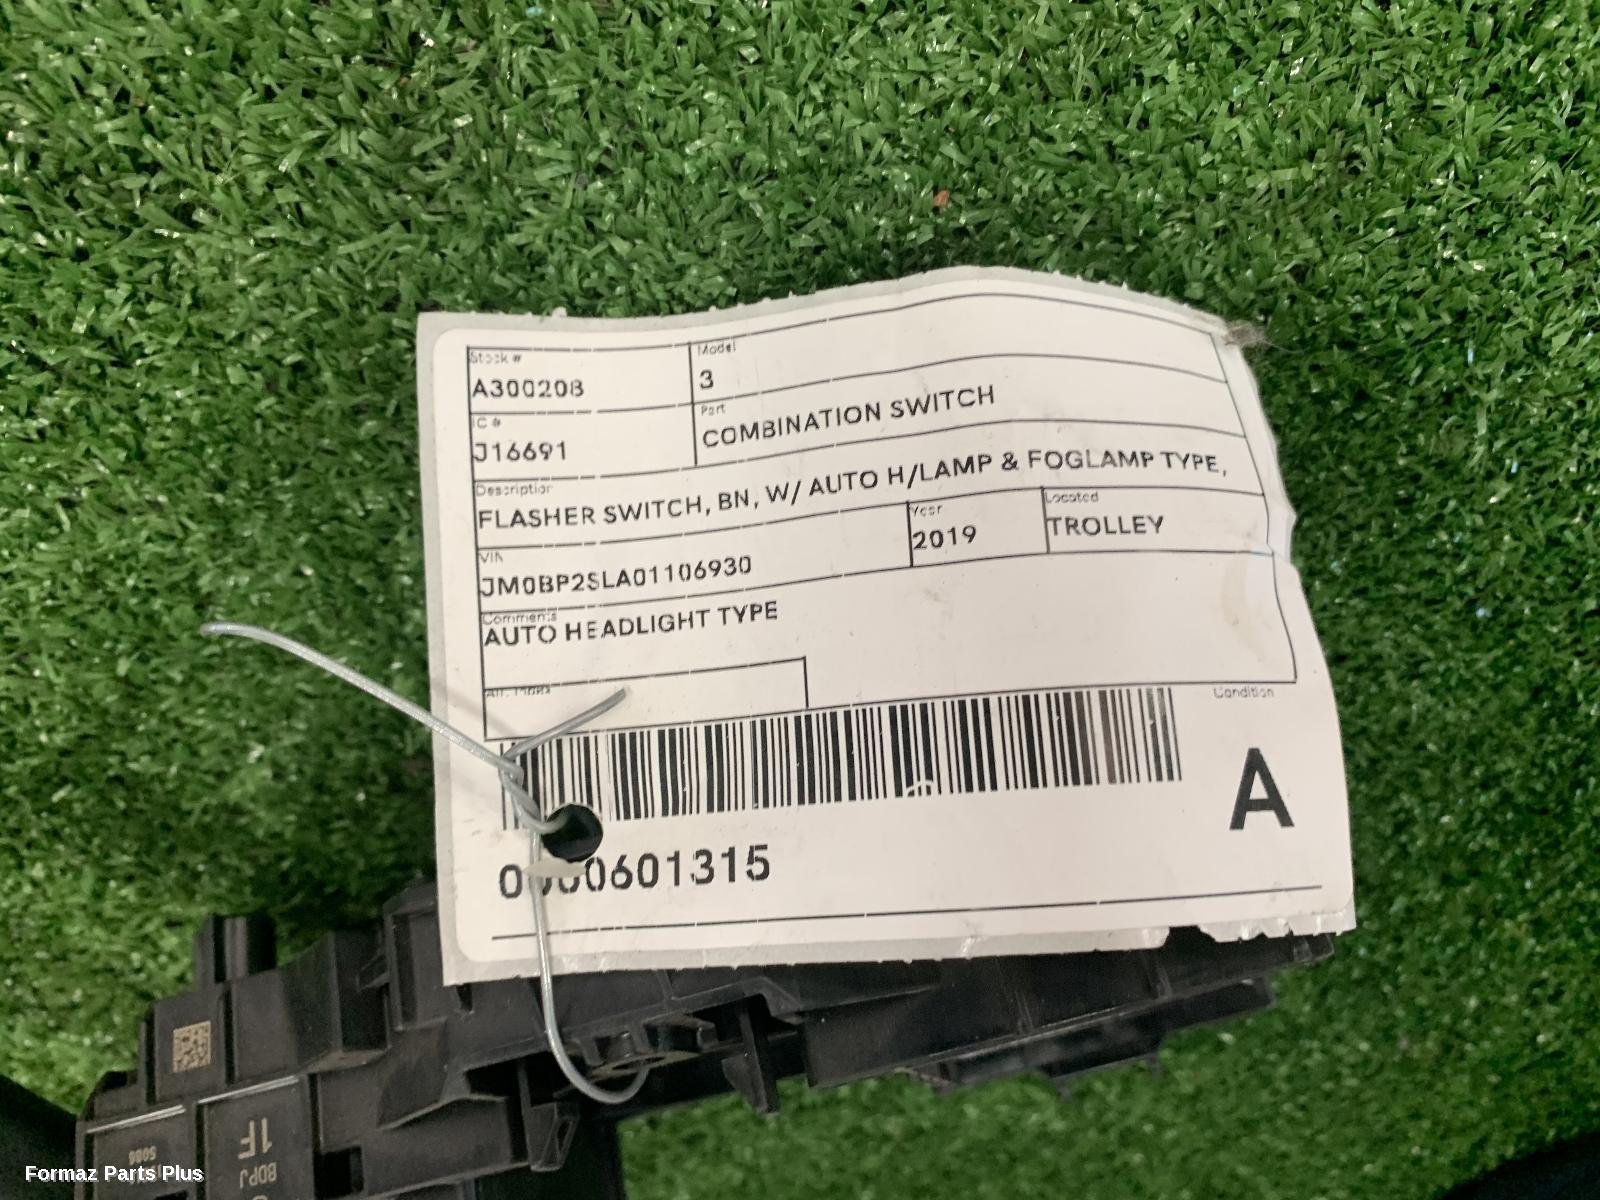 Stock #
A300208
Model
3
IC #
J16691
Part
COMBINATION SWITCH
Description
FLASHER SWITCH, BN, W/ AUTO H/LAMP & FOGLAMP TYPE,
VIN
JM0BP2SLA01106930
Year
2019
Located
TROLLEY
Comments
AUTO HEADLIGHT TYPE
Condition
A
0000601315
1F
BDPJ
Formaz Parts Plus